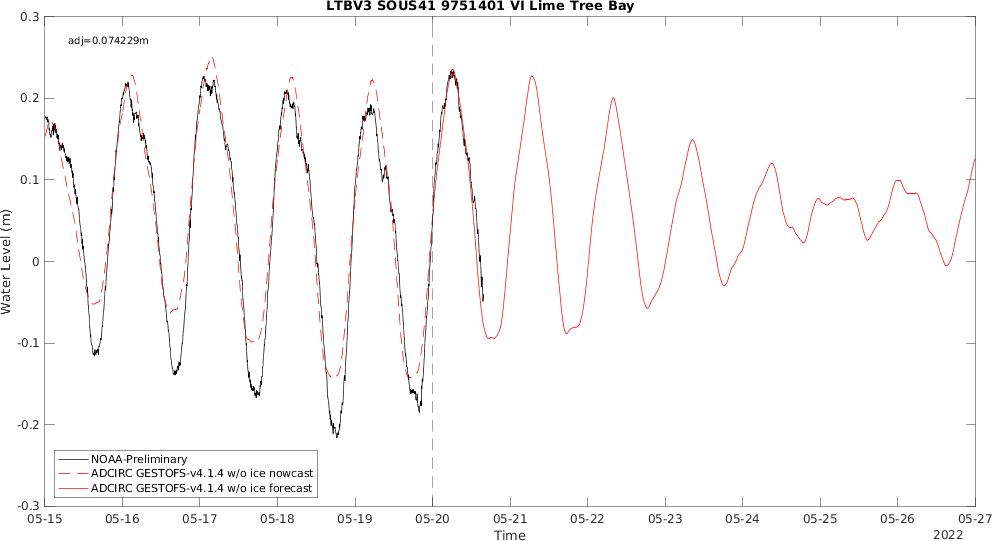 LTBV3 SOUS41 9751401 VI Lime Tree Bay
adj=0.074229m
0.3
0.2
0.1
0
-0.1
-0.2
-0.3
Water Level (m)
NOAA-Preliminary
ADCIRC GESTOFS-v4.1.4 w/o ice nowcast
ADCIRC GESTOFS-v4.1.4 w/o ice forecast
05-15 05-16 05-17 05-18 05-19 05-20 05-21 05-22 05-23 05-24 05-25 05-26 05-27
Time
2022